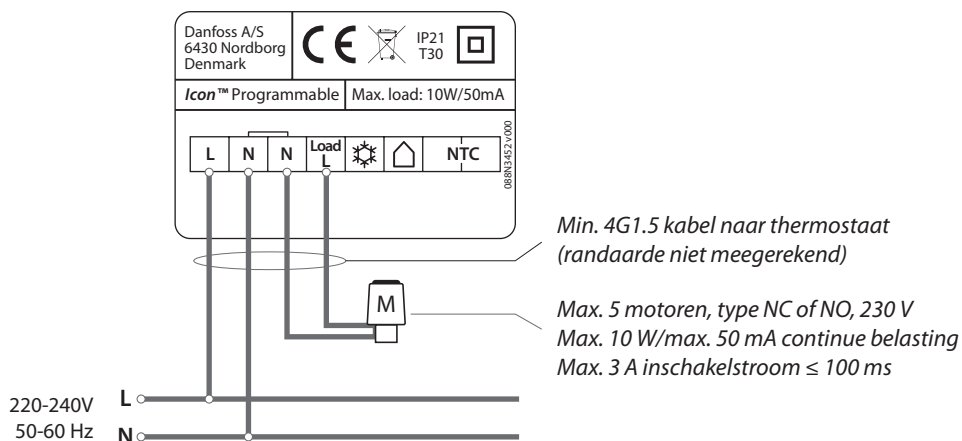 Danfoss A/S
6430 Nordborg
Denmark
CE
IP21
T30
Icon™ Programmable
Max. load: 10W/50mA
L N N Load L NTC
088N3452 v000
Min. 4G1.5 kabel naar thermostaat
(randaarde niet meegerekend)
M
Max. 5 motoren, type NC of NO, 230 V
Max. 10 W/max. 50 mA continue belasting
Max. 3 A inschakelstroom ≤ 100 ms
220-240V
50-60 Hz
L
N